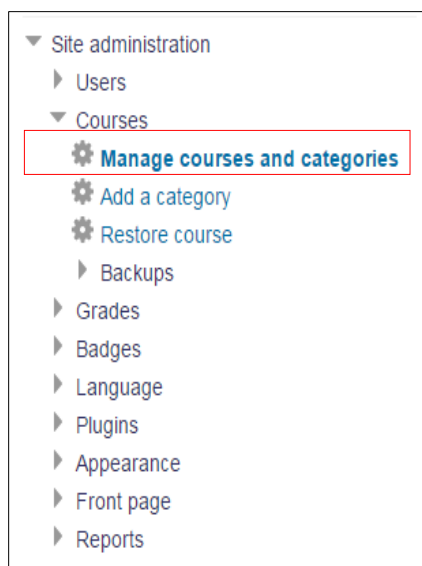 Site administration
Users
Courses
Manage courses and categories
Add a category
Restore course
Backups
Grades
Badges
Language
Plugins
Appearance
Front page
Reports